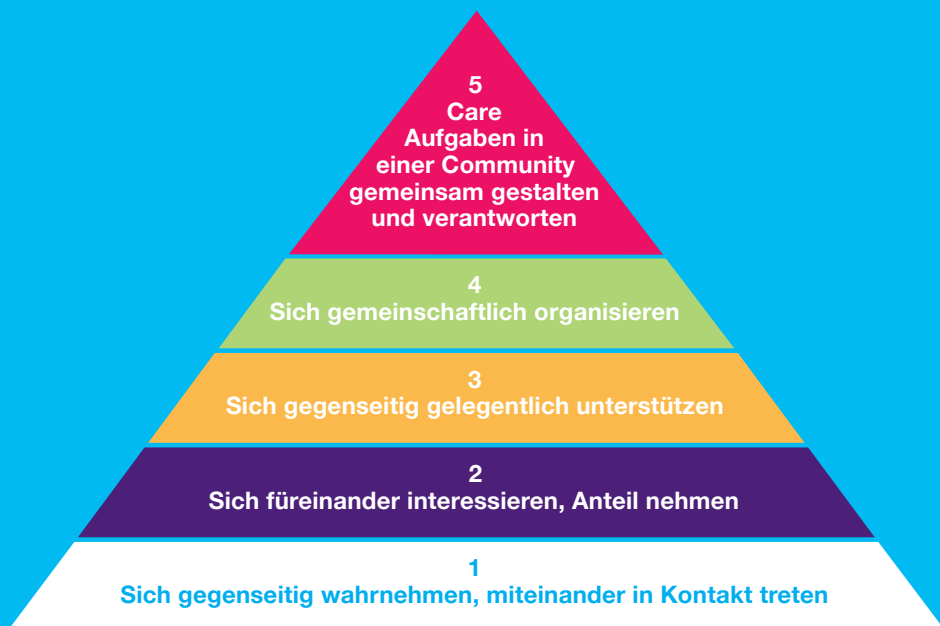 5
Care
Aufgaben in
einer Community
gemeinsam gestalten
und verantworten
4
Sich gemeinschaftlich organisieren
3
Sich gegenseitig gelegentlich unterstützen
2
Sich füreinander interessieren, Anteil nehmen
1
Sich gegenseitig wahrnehmen, miteinander in Kontakt treten